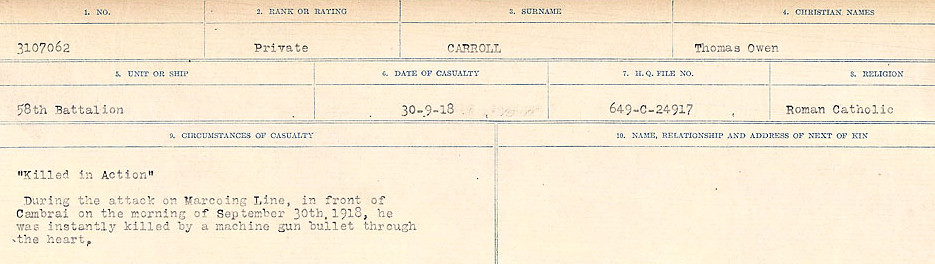 1. NO. 2. RANK OR RATING 3. SURNAME 4. CHRISTIAN NAMES
3107062 Private CARROLL Thomas Owen
5. UNIT OR SHIP 6. DATE OF CASUALTY 7. H. Q. FILE NO. 8. RELIGION
58th Battalion 30-9-18 649-C-24917 Roman Catholic
9. CIRCUMSTANCES OF CASUALTY 10. NAME, RELATIONSHIP AND ADDRESS OF NEXT OF KIN
"Killed in Action"
During the attack on Marcoing Line, in front of
Cambrai on the morning of September 30th, 1918, he
was instantly killed by a machine gun bullet through
the heart.